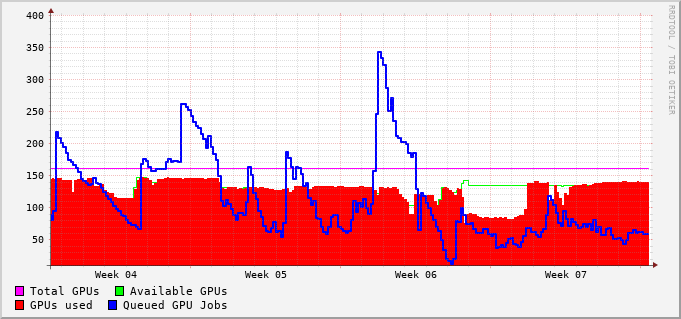 400
350
300
250
200
150
100
50
Week 04 Week 05 Week 06 Week 07
Total GPUs Available GPUs
GPUs used Queued GPU Jobs
RRDTOOL / TOBI OETIKER